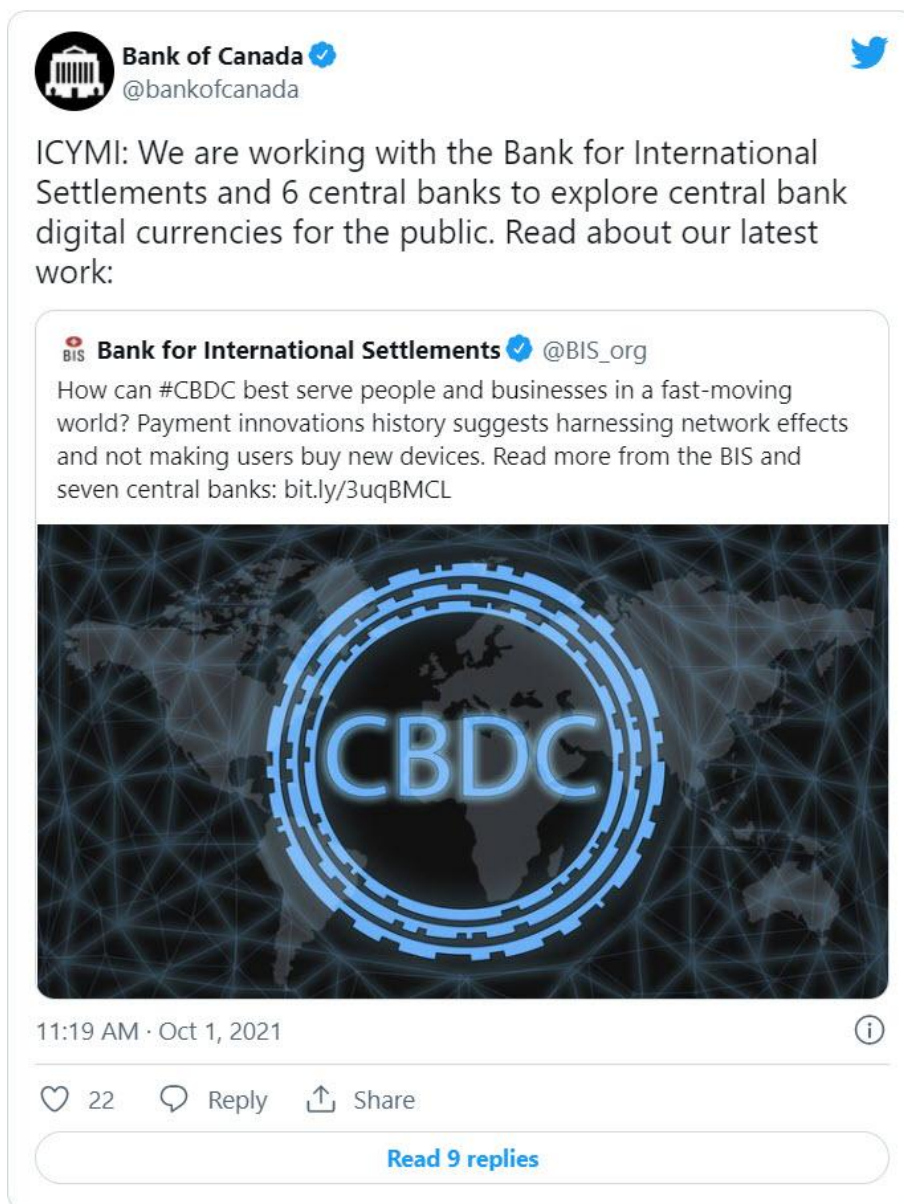 Bank of Canada
@bankofcanada
ICYMI: We are working with the Bank for International
Settlements and 6 central banks to explore central bank
digital currencies for the public. Read about our latest
work:
BIS Bank for International Settlements @BIS_org
How can #CBDC best serve people and businesses in a fast-moving
world? Payment innovations history suggests harnessing network effects
and not making users buy new devices. Read more from the BIS and
seven central banks: bit.ly/3uqBMCL
CBDC
11:19 AM · Oct 1, 2021
22 Reply Share
Read 9 replies